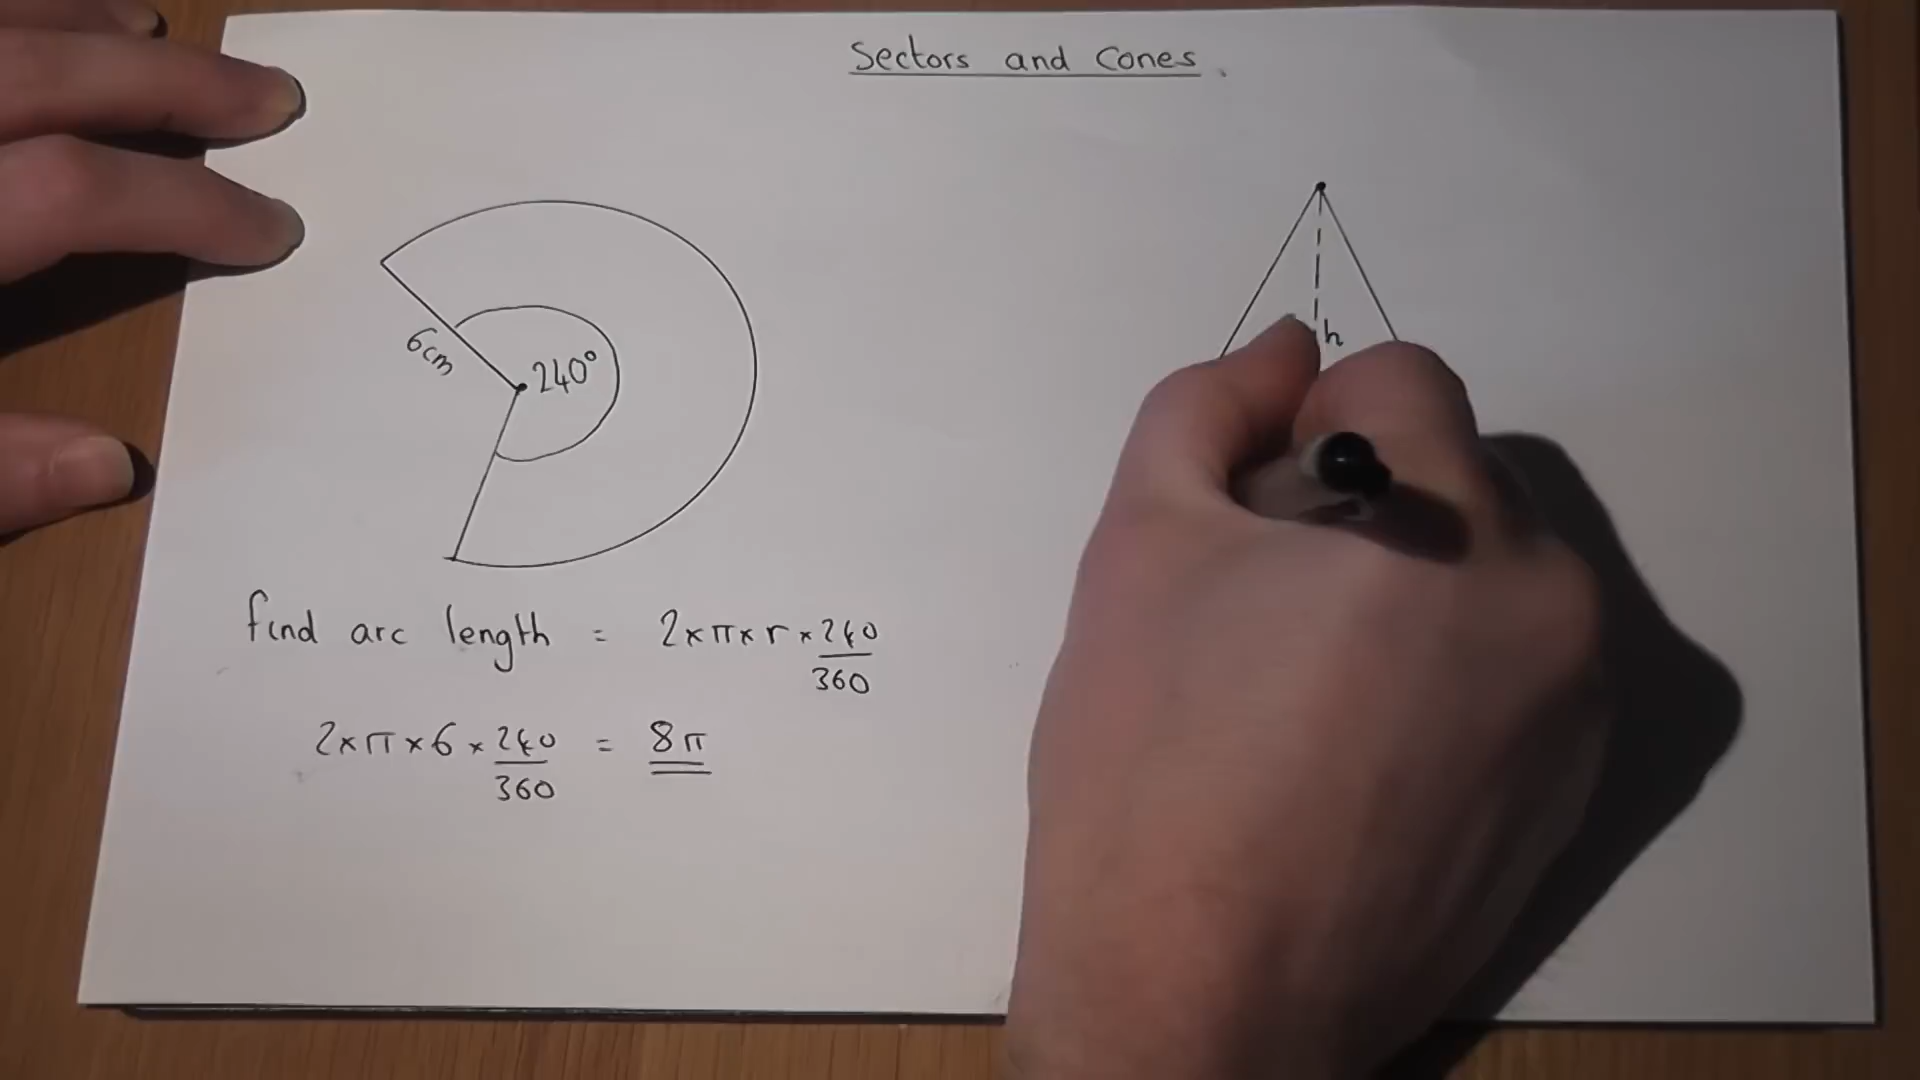 Sectors and Cones.
6cm
240°
h
find arc length = 2×π×r×240/360
2×π×6×240/360 = 8π